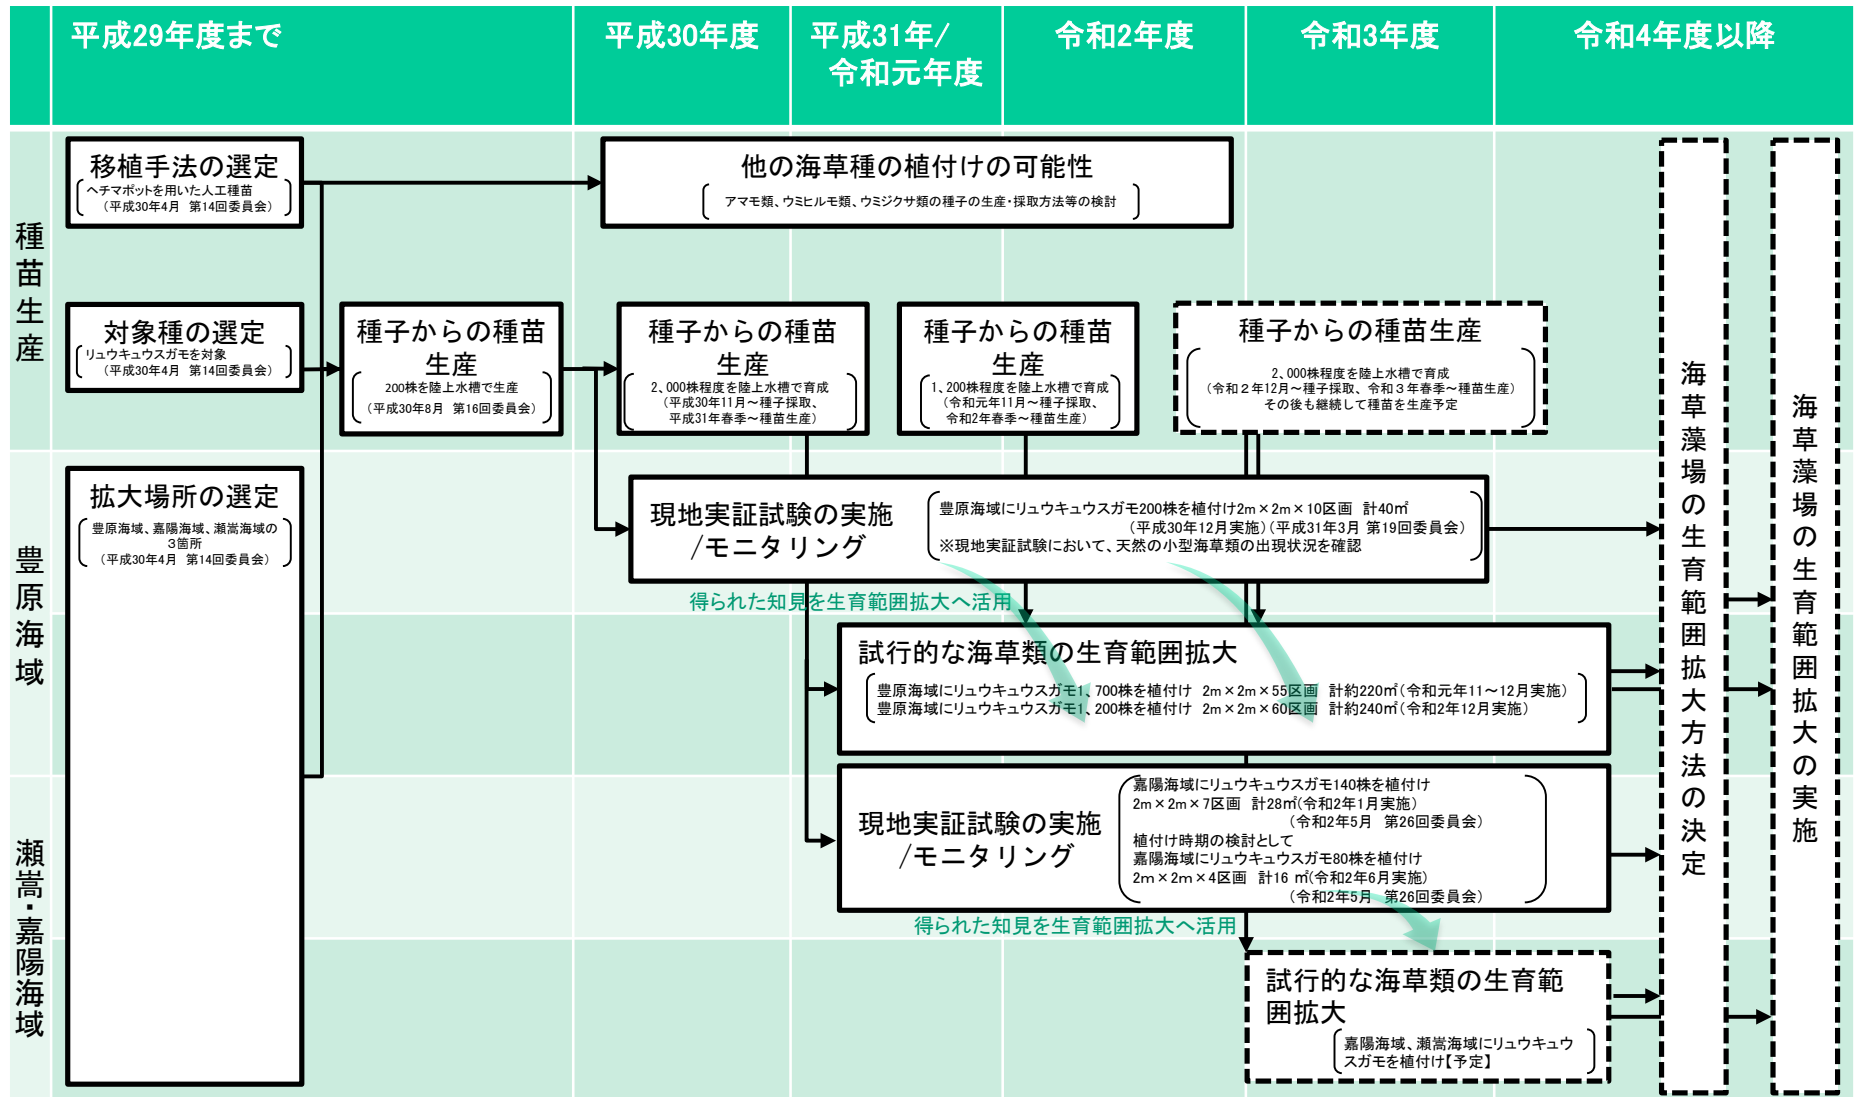 平成29年度まで
平成30年度
平成31年/
令和元年度
令和2年度
令和3年度
令和4年度以降
種苗生産
移植手法の選定
ヘチマポットを用いた人工種苗
(平成30年4月 第14回委員会)
他の海草種の植付けの可能性
アマモ類、ウミヒルモ類、ウミジクサ類の種子の生産・採取方法等の検討
対象種の選定
リュウキュウスガモを対象
(平成30年4月 第14回委員会)
種子からの種苗
生産
200株を陸上水槽で生産
(平成30年8月 第16回委員会)
種子からの種苗
生産
2、000株程度を陸上水槽で育成
(平成30年11月～種子採取、
平成31年春季～種苗生産)
種子からの種苗
生産
1、200株程度を陸上水槽で育成
(令和元年11月～種子採取、
令和2年春季～種苗生産)
種子からの種苗生産
2、000株程度を陸上水槽で育成
(令和２年12月～種子採取、令和３年春季～種苗生産)
その後も継続して種苗を生産予定
豊原海域
拡大場所の選定
豊原海域、嘉陽海域、瀬嵩海域の
3箇所
(平成30年4月 第14回委員会)
現地実証試験の実施
/モニタリング
豊原海域にリュウキュウスガモ200株を植付け2m×2m×10区画 計40㎡
(平成30年12月実施)(平成31年3月 第19回委員会)
※現地実証試験において、天然の小型海草類の出現状況を確認
得られた知見を生育範囲拡大へ活用
試行的な海草類の生育範囲拡大
豊原海域にリュウキュウスガモ1、700株を植付け 2m×2m×55区画 計約220㎡(令和元年11～12月実施)
豊原海域にリュウキュウスガモ1、200株を植付け 2m×2m×60区画 計約240㎡(令和2年12月実施)
瀬嵩・嘉陽海域
現地実証試験の実施
/モニタリング
嘉陽海域にリュウキュウスガモ140株を植付け
2m×2m×7区画 計28㎡(令和2年1月実施)
(令和2年5月 第26回委員会)
植付け時期の検討として
嘉陽海域にリュウキュウスガモ80株を植付け
2m×2m×4区画 計16 ㎡(令和2年6月実施)
(令和2年5月 第26回委員会)
得られた知見を生育範囲拡大へ活用
試行的な海草類の生育範
囲拡大
嘉陽海域、瀬嵩海域にリュウキュウ
スガモを植付け【予定】
海草藻場の生育範囲拡大方法の決定
海草藻場の生育範囲拡大の実施